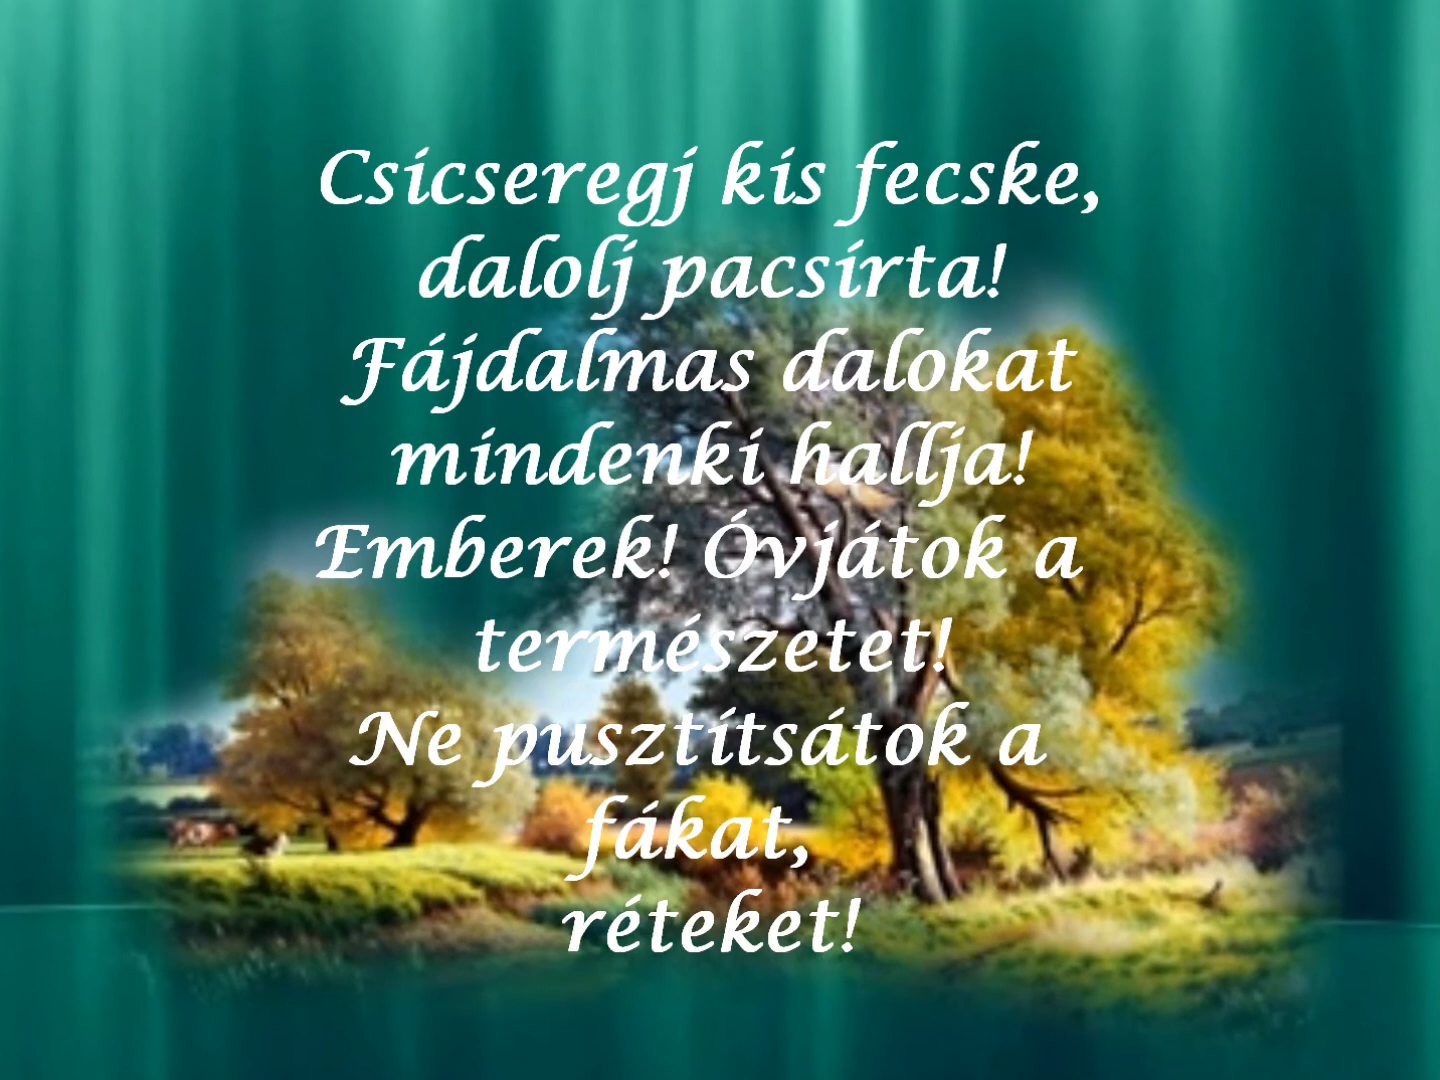 Csicseregj kis fecske,
dalolj pacsirta!
Fájdalmas dalokat
mindenki hallja!
Emberek! Óvjátok a
természetet!
Ne pusztítsátok a
fákat,
réteket!